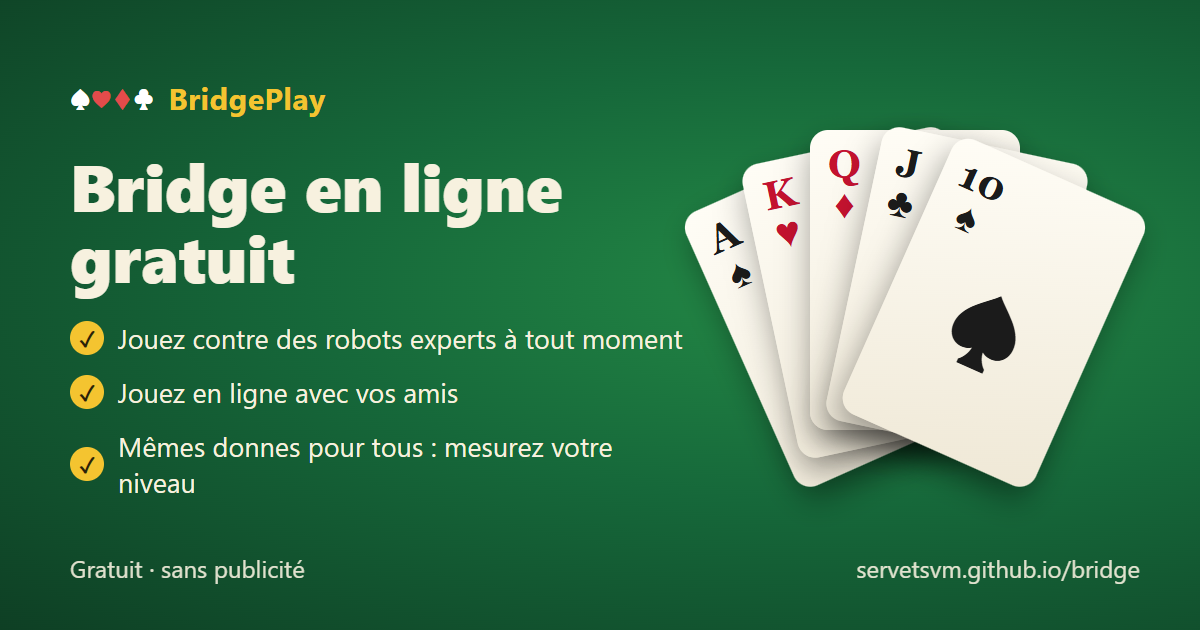 ♠♥♦♣ BridgePlay
Bridge en ligne
gratuit
✓ Jouez contre des robots experts à tout moment
✓ Jouez en ligne avec vos amis
✓ Mêmes donnes pour tous : mesurez votre
niveau
A♠
K♥
Q♦
J♣
10♠
Gratuit · sans publicité
servetsvm.github.io/bridge